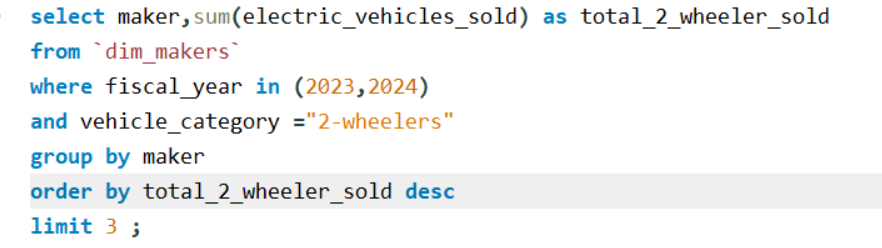 select maker,sum(electric_vehicles_sold) as total_2_wheeler_sold
from `dim_makers`
where fiscal_year in (2023,2024)
and vehicle_category ="2-wheelers"
group by maker
order by total_2_wheeler_sold desc
limit 3 ;